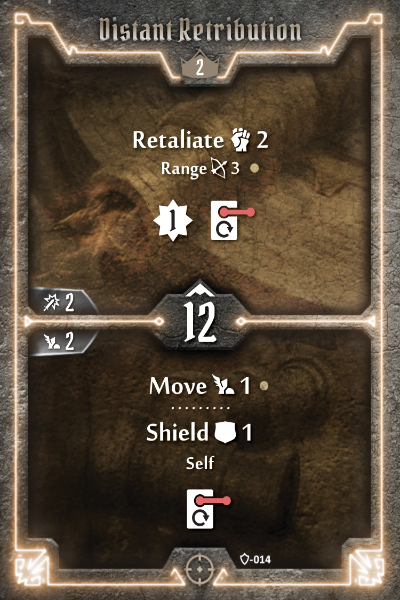 Distant Retribution
2
Retaliate 2
Range 3
1
2
12
2
Move 1
Shield 1
Self
-014